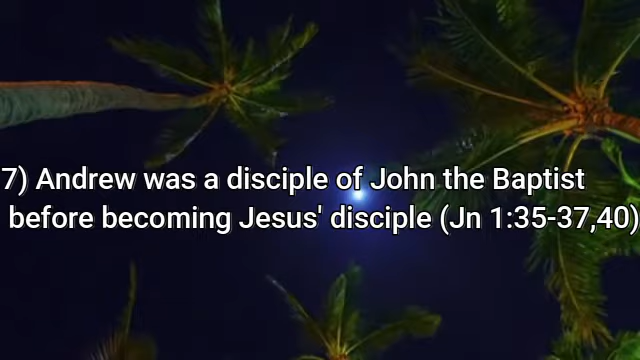 7) Andrew was a disciple of John the Baptist
before becoming Jesus' disciple (Jn 1:35-37,40)